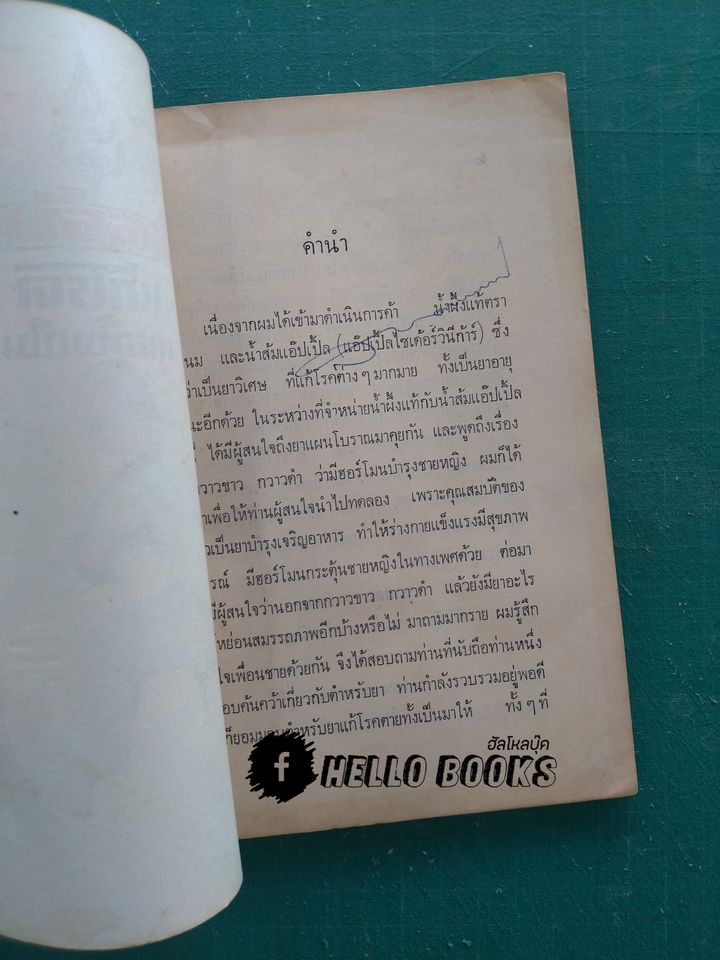 คำนำ
เนื่องจากผมได้เข้ามาดำเนินการค้า น้ำผึ้งแท้ตรา
นม และน้ำส้มแอ๊ปเปิ้ล (แอ๊ปเปิ้ลไซเด้อร์วินีก้าร์) ซึ่ง
ว่าเป็นยาวิเศษ ที่แก้โรคต่าง ๆ มากมาย ทั้งเป็นยาอายุ
นะอีกด้วย ในระหว่างที่จำหน่ายน้ำผึ้งแท้กับน้ำส้มแอ๊ปเปิ้ล
ได้มีผู้สนใจถึงยาแผนโบราณมาคุยกัน และพูดถึงเรื่อง
วาวขาว กวาวดำ ว่ามีฮอร์โมนบำรุงชายหญิง ผมก็ได้
าเพื่อให้ท่านผู้สนใจนำไปทดลอง เพราะคุณสมบัติของ
วเป็นยาบำรุงเจริญอาหาร ทำให้ร่างกายแข็งแรงมีสุขภาพ
รณ์ มีฮอร์โมนกระตุ้นชายหญิงในทางเพศด้วย ต่อมา
มีผู้สนใจว่านอกจากกวาวขาว กวาวดำ แล้วยังมียาอะไร
หย่อนสมรรถภาพอีกบ้างหรือไม่ มาถามมากราย ผมรู้สึก
ใจเพื่อนชายด้วยกัน จึงได้สอบถามท่านที่นับถือท่านหนึ่ง
อบค้นคว้าเกี่ยวกับตำหรับยา ท่านกำลังรวบรวมอยู่พอดี
ก็ยอมมอบตำหรับยาแก้โรคตายทั้งเป็นมาให้ ทั้ง ๆ ที่
ฮัลโหลบุ๊ค
f HELLO BOOKS